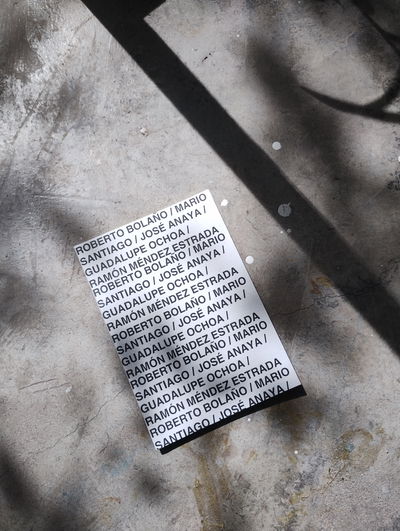 ROBERTO BOLAÑO / MARIO
SANTIAGO / JOSÉ ANAYA /
GUADALUPE OCHOA /
RAMÓN MÉNDEZ ESTRADA
ROBERTO BOLAÑO / MARIO
SANTIAGO / JOSÉ ANAYA /
GUADALUPE OCHOA /
RAMÓN MÉNDEZ ESTRADA
ROBERTO BOLAÑO / MARIO
SANTIAGO / JOSÉ ANAYA /
GUADALUPE OCHOA /
RAMÓN MÉNDEZ ESTRADA
ROBERTO BOLAÑO / MARIO
SANTIAGO / JOSÉ ANAYA /
GUADALUPE OCHOA /
RAMÓN MÉNDEZ ESTRADA
ROBERTO BOLAÑO / MARIO
SANTIAGO / JOSÉ ANAYA /